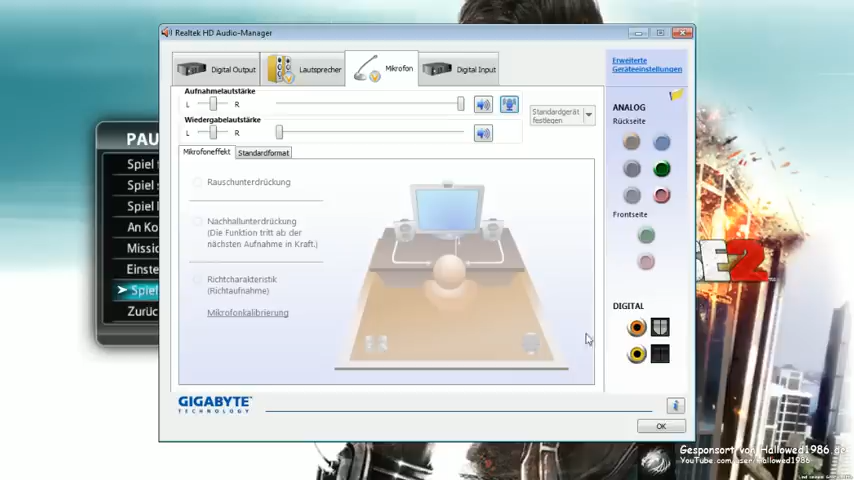 Realtek HD Audio-Manager
Digital Output
Lautsprecher
Mikrofon
Digital Input
Erweiterte
Geräteeinstellungen
Aufnahmelautstärke
L
R
Standardgerät
festlegen
Wiedergabelautstärke
L
R
Mikrofoneffekt
Standardformat
Rauschunterdrückung
Nachhallunterdrückung
(Die Funktion tritt ab der
nächsten Aufnahme in Kraft.)
Richtcharakteristik
(Richtaufnahme)
Mikrofonkalibrierung
ANALOG
Rückseite
Frontseite
DIGITAL
GIGABYTE
TECHNOLOGY
OK
PAU
Spiel
Spiel
Spiel
An Ko
Missio
Einste
Spiel
Zurüc
E2
Gesponsort von Hallowed1986.de
YouTube.com/user/Hallowed1986